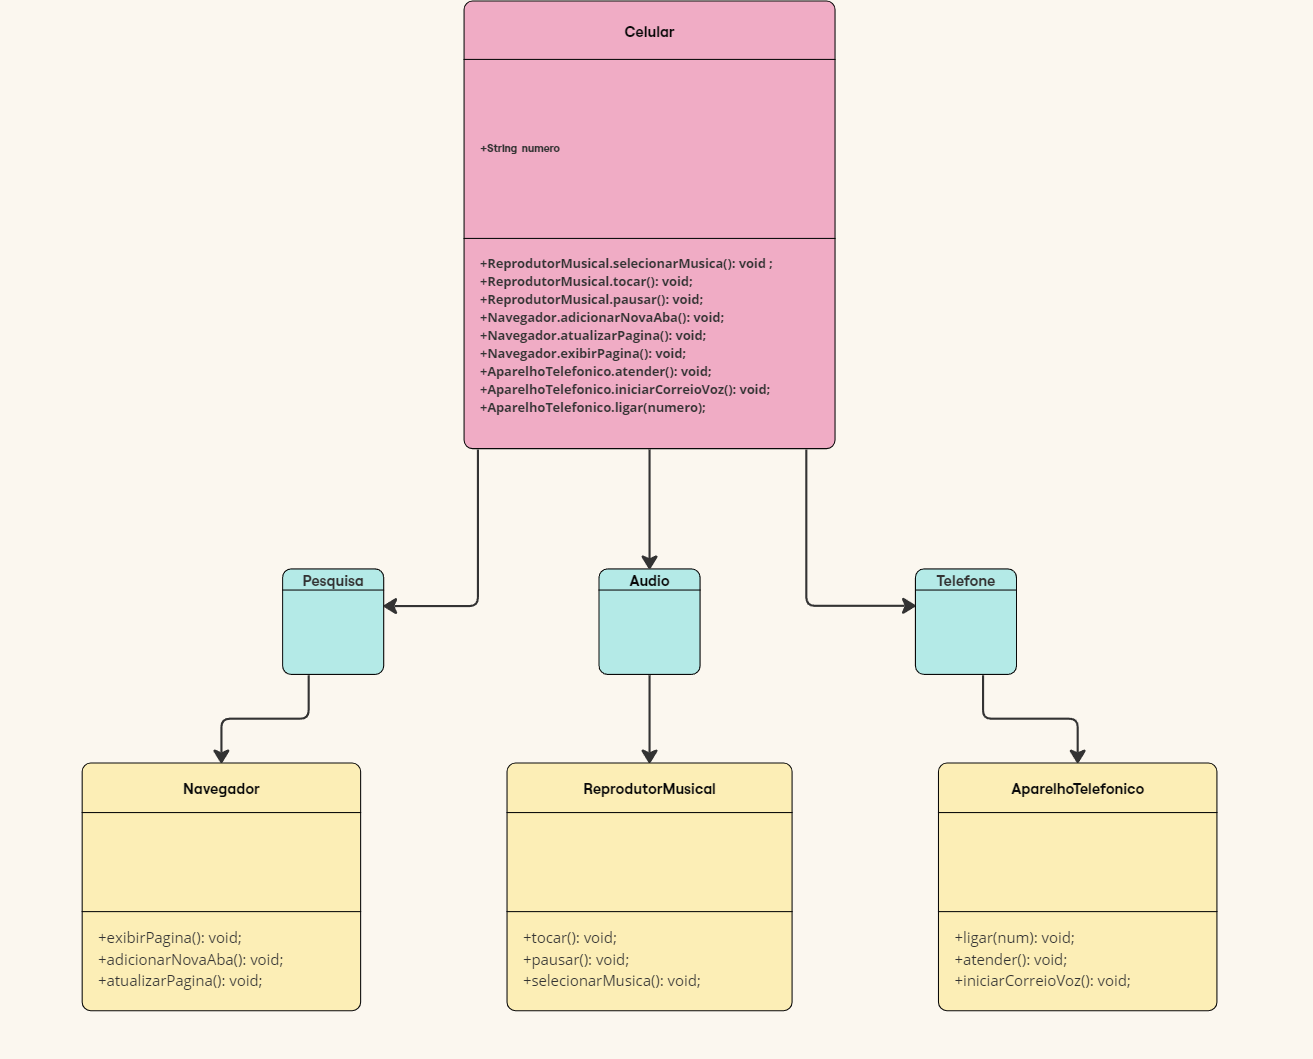 Celular
+String numero
+ReprodutorMusical.selecionarMusica(): void ;
+ReprodutorMusical.tocar(): void;
+ReprodutorMusical.pausar(): void;
+Navegador.adicionarNovaAba(): void;
+Navegador.atualizarPagina(): void;
+Navegador.exibirPagina(): void;
+AparelhoTelefonico.atender(): void;
+AparelhoTelefonico.iniciarCorreioVoz(): void;
+AparelhoTelefonico.ligar(numero);
Pesquisa
Audio
Telefone
Navegador
+exibirPagina(): void;
+adicionarNovaAba(): void;
+atualizarPagina(): void;
ReprodutorMusical
+tocar(): void;
+pausar(): void;
+selecionarMusica(): void;
AparelhoTelefonico
+ligar(num): void;
+atender(): void;
+iniciarCorreioVoz(): void;